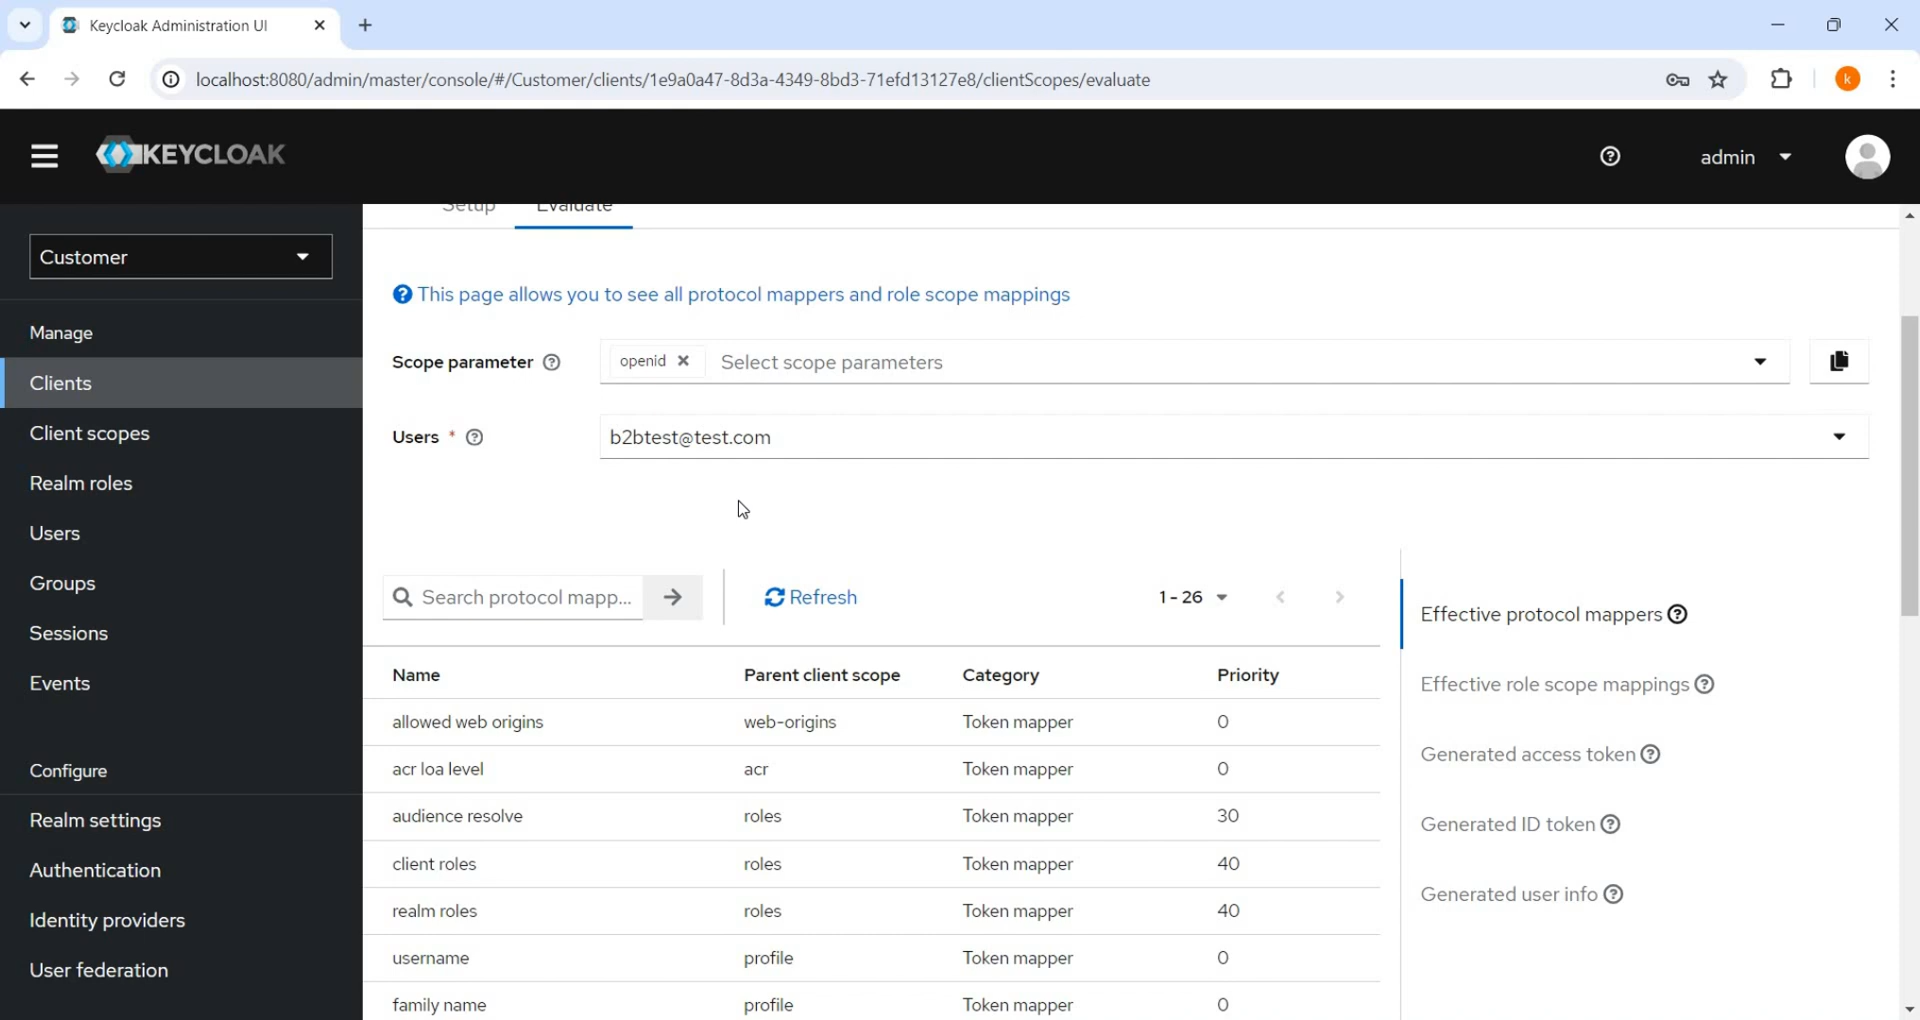 Keycloak Administration UI
localhost:8080/admin/master/console/#/Customer/clients/1e9a0a47-8d3a-4349-8bd3-71efd13127e8/clientScopes/evaluate
k
KEYCLOAK
admin
Customer
Manage
Clients
Client scopes
Realm roles
Users
Groups
Sessions
Events
Configure
Realm settings
Authentication
Identity providers
User federation
Setup Evaluate
This page allows you to see all protocol mappers and role scope mappings
Scope parameter openid Select scope parameters
Users * b2btest@test.com
Search protocol mapp... Refresh 1 - 26
Name Parent client scope Category Priority
allowed web origins web-origins Token mapper 0
acr loa level acr Token mapper 0
audience resolve roles Token mapper 30
client roles roles Token mapper 40
realm roles roles Token mapper 40
username profile Token mapper 0
family name profile Token mapper 0
Effective protocol mappers
Effective role scope mappings
Generated access token
Generated ID token
Generated user info